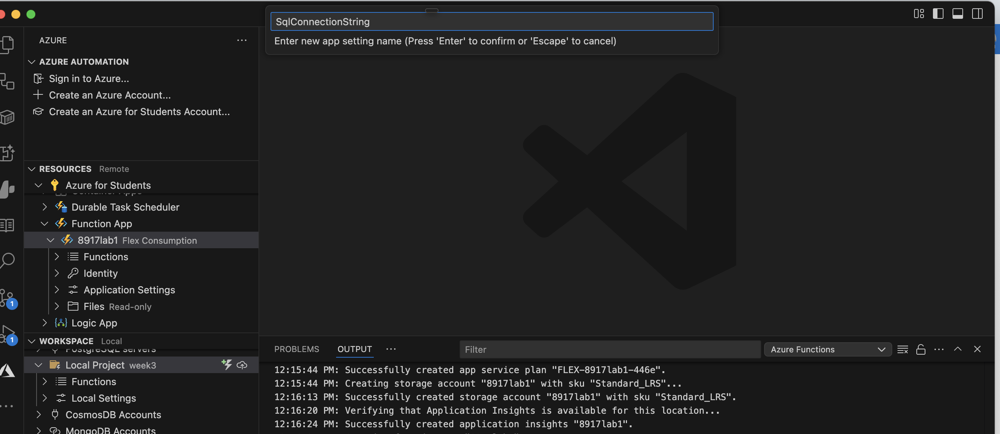 SqlConnectionString
Enter new app setting name (Press 'Enter' to confirm or 'Escape' to cancel)
AZURE
AZURE AUTOMATION
Sign in to Azure...
Create an Azure Account...
Create an Azure for Students Account...
RESOURCES Remote
Azure for Students
Container Apps
Durable Task Scheduler
Function App
8917lab1 Flex Consumption
Functions
Identity
Application Settings
Files Read-only
Logic App
1
1
WORKSPACE Local
PostgreSQL servers
Local Project week3
Functions
Local Settings
CosmosDB Accounts
MongoDB Accounts
PROBLEMS OUTPUT
Filter
Azure Functions
12:15:44 PM: Successfully created app service plan "FLEX-8917lab1-446e".
12:15:44 PM: Creating storage account "8917lab1" with sku "Standard_LRS"...
12:16:13 PM: Successfully created storage account "8917lab1" with sku "Standard_LRS".
12:16:20 PM: Verifying that Application Insights is available for this location...
12:16:24 PM: Successfully created application insights "8917lab1".